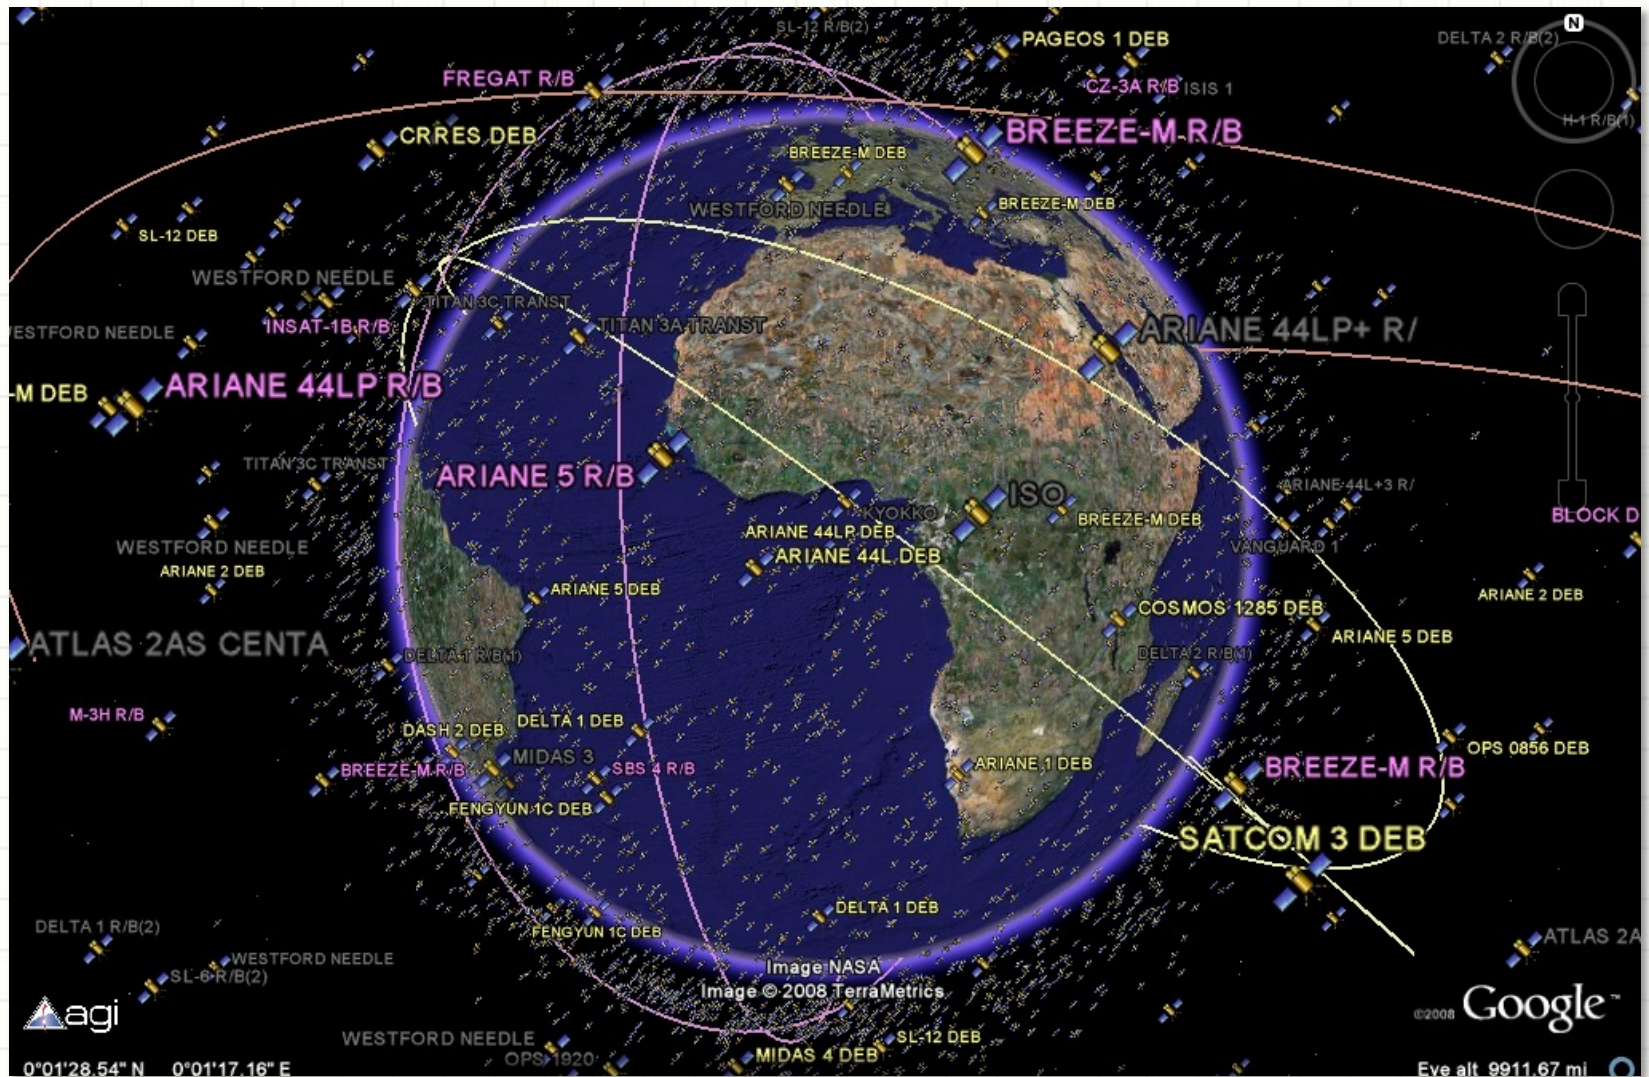 SL-12 R/B(2)
PAGEOS 1 DEB
N
DELTA 2 R/B(2)
FREGAT R/B
CZ-3A R/B
ISIS 1
H-1 R/B(1)
CRRES DEB
BREEZE-M R/B
BREEZE-M DEB
WESTFORD NEEDLE
BREEZE-M DEB
SL-12 DEB
WESTFORD NEEDLE
TITAN 3C TRANST
INSAT-1B R/B
TITAN 3A TRANST
ARIANE 44LP+ R/
ESTFORD NEEDLE
-M DEB
ARIANE 44LP R/B
TITAN 3C TRANST
ARIANE 5 R/B
ISO
ARIANE 44L+3 R/
KYOKKO
BREEZE-M DEB
BLOCK D
ARIANE 44LP DEB
WESTFORD NEEDLE
VANGUARD 1
ARIANE 44L DEB
ARIANE 2 DEB
ARIANE 5 DEB
ARIANE 2 DEB
COSMOS 1285 DEB
ARIANE 5 DEB
ATLAS 2AS CENTA
DELTA 1 R/B(1)
DELTA 2 R/B(1)
M-3H R/B
DASH 2 DEB
DELTA 1 DEB
OPS 0856 DEB
MIDAS 3
BREEZE-M R/B
SBS 4 R/B
ARIANE 1 DEB
BREEZE-M R/B
FENGYUN 1C DEB
SATCOM 3 DEB
DELTA 1 DEB
DELTA 1 R/B(2)
FENGYUN 1C DEB
ATLAS 2A
WESTFORD NEEDLE
SL-6 R/B(2)
Image NASA
Image © 2008 TerraMetrics
agi
©2008 Google™
WESTFORD NEEDLE
SL-12 DEB
OPS 1920
MIDAS 4 DEB
0°01'28.54" N 0°01'17.16" E
Eye alt 9911.67 mi